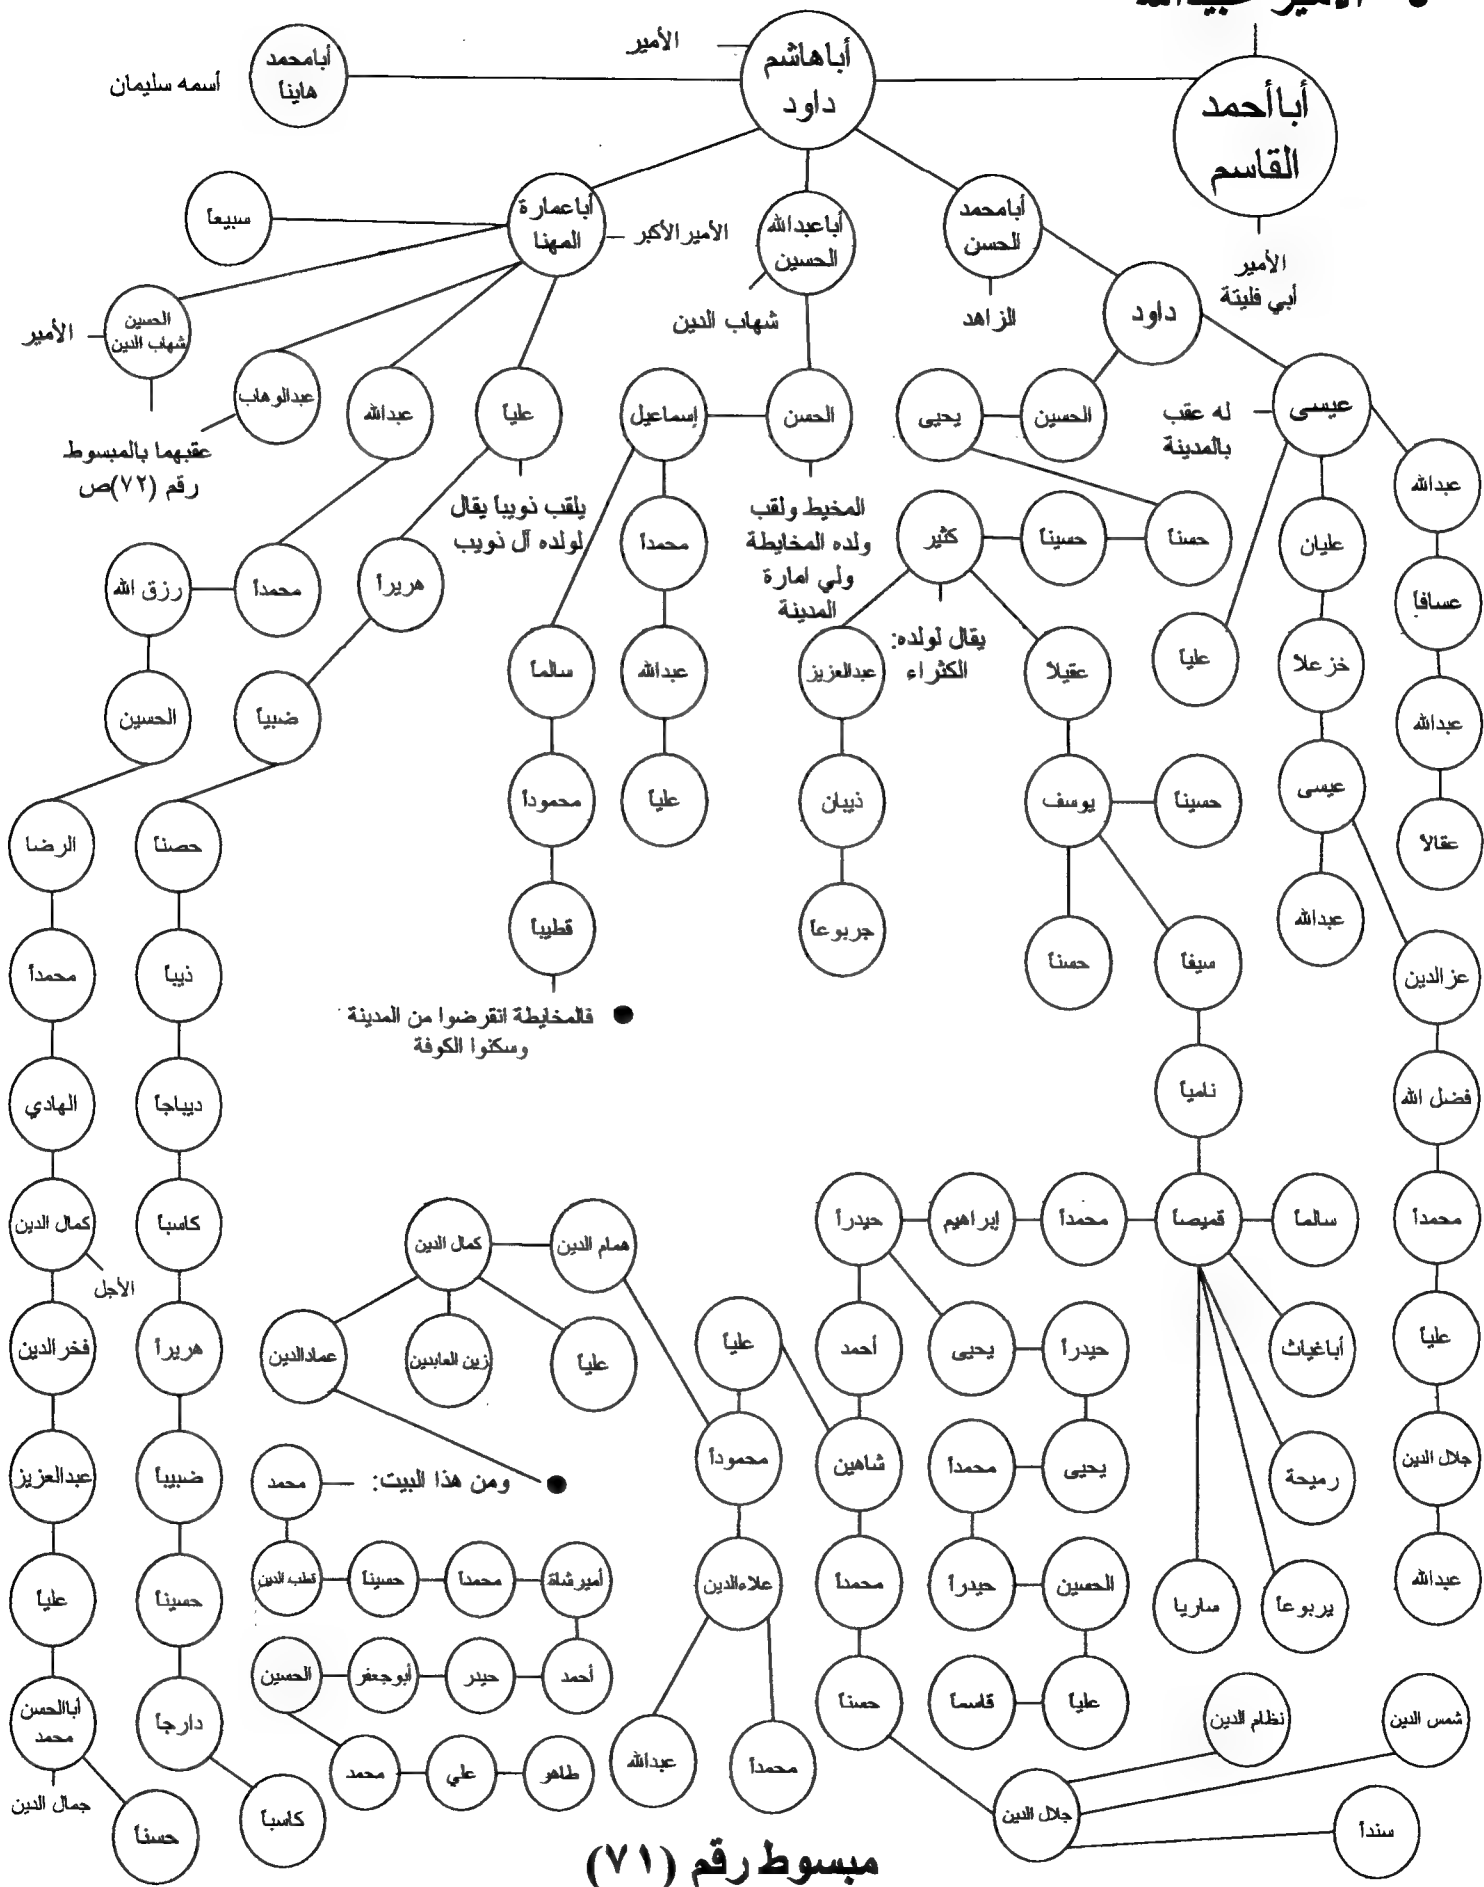 أباأحمد
القاسم
الأمير
أبي فليتة
الأمير
أباهاشم
داود
أبامحمد
هاينأ
أسمه سليمان
أباعمارة
المهنا
الأمير الأكبر
سبيعاً
أباعبدالله
الحسين
شهاب الدين
أبامحمد
الحسن
الزاهد
داود
الحسين
شهاب الدين
الأمير
عبدالوهاب
عقبهما بالمبسوط
رقم (٧٢)ص
عبدالله
علياً
يلقب ذويبا يقال
لولده آل ذويب
إسماعيل
الحسن
المخيط ولقب
ولده المخايطة
ولي امارة
المدينة
يحيى
الحسين
عيسى
له عقب
بالمدينة
عبدالله
عسافاً
عبدالله
عقالاً
عليان
خزعلاً
عيسى
عبدالله
علياً
حسناً
حسيناً
كثير
يقال لولده:
الكثراء
عقيلاً
عبدالعزيز
ذيبان
جربوعاً
يوسف
حسيناً
حسناً
سيفاً
نامياً
محمداً
عبدالله
علياً
سالماً
محموداً
قطيباً
فالمخايطة انقرضوا من المدينة
وسكنوا الكوفة
هريراً
ضبياً
حصناً
ذيباً
ديباجاً
كاسباً
هريراً
ضبيباً
حسيناً
دارجاً
كاسباً
محمداً
رزق الله
الحسين
الرضا
محمداً
الهادي
كمال الدين
الأجل
فخرالدين
عبدالعزيز
علياً
أباالحسن
محمد
جمال الدين
حسناً
عزالدين
فضل الله
محمداً
علياً
جلال الدين
عبدالله
سالماً
قميصاً
محمداً
إبراهيم
حيدراً
أباغياث
رميحة
يربوعاً
ساريا
أحمد
يحيى
حيدراً
شاهين
محمداً
يحيى
محمداً
حيدراً
الحسين
حسناً
قاسماً
علياً
جلال الدين
نظام الدين
شمس الدين
سنداً
علياً
محموداً
علاءالدين
عبدالله
محمداً
همام الدين
كمال الدين
علياً
زين العابدين
عمادالدين
ومن هذا البيت:
محمد
قطب الدين
حسيناً
محمداً
أميرشاة
أحمد
حيدر
أبوجعفر
الحسين
محمد
علي
طاهر
مبسوط رقم (٧١)